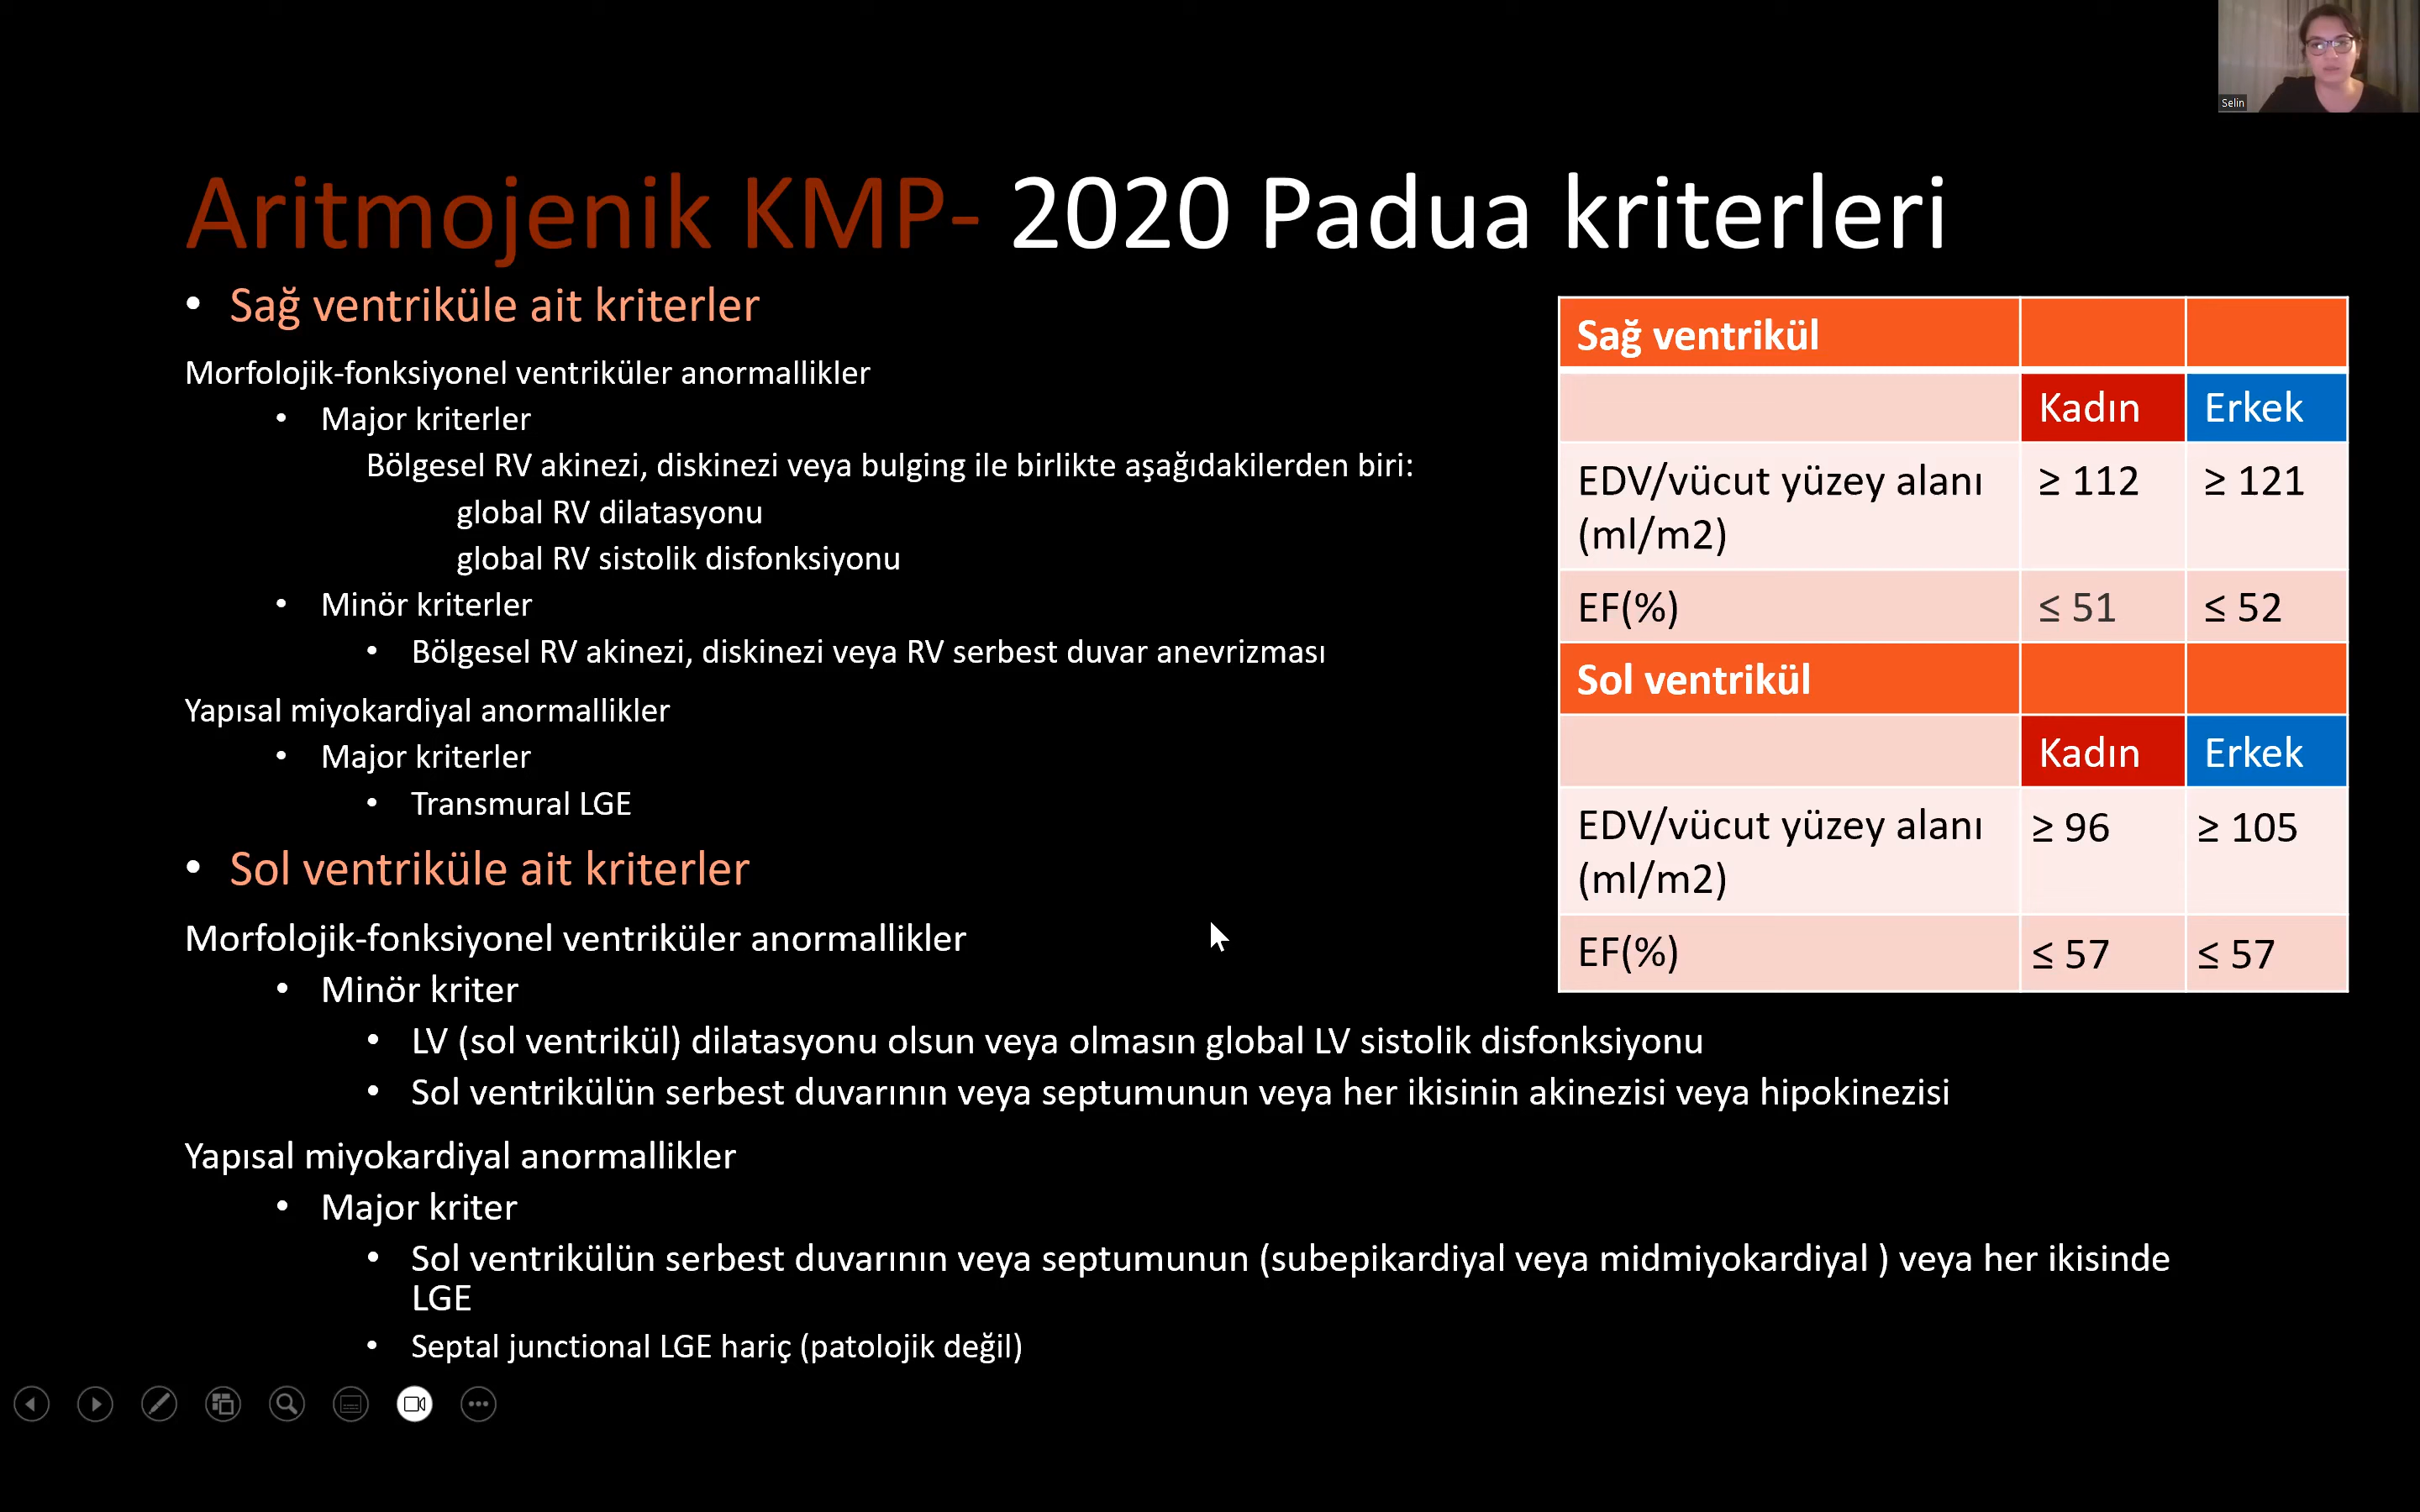 Selin
Aritmojenik KMP- 2020 Padua kriterleri
• Sağ ventriküle ait kriterler
Morfolojik-fonksiyonel ventriküler anormallikler
• Major kriterler
Bölgesel RV akinezi, diskinezi veya bulging ile birlikte aşağıdakilerden biri:
global RV dilatasyonu
global RV sistolik disfonksiyonu
• Minör kriterler
• Bölgesel RV akinezi, diskinezi veya RV serbest duvar anevrizması
Yapısal miyokardiyal anormallikler
• Major kriterler
• Transmural LGE
• Sol ventriküle ait kriterler
Morfolojik-fonksiyonel ventriküler anormallikler
• Minör kriter
• LV (sol ventrikül) dilatasyonu olsun veya olmasın global LV sistolik disfonksiyonu
• Sol ventrikülün serbest duvarının veya septumunun veya her ikisinin akinezisi veya hipokinezisi
Yapısal miyokardiyal anormallikler
• Major kriter
• Sol ventrikülün serbest duvarının veya septumunun (subepikardiyal veya midmiyokardiyal ) veya her ikisinde
LGE
• Septal junctional LGE hariç (patolojik değil)
Sağ ventrikül
Kadın Erkek
EDV/vücut yüzey alanı ≥ 112 ≥ 121
(ml/m2)
EF(%) ≤ 51 ≤ 52
Sol ventrikül
Kadın Erkek
EDV/vücut yüzey alanı ≥ 96 ≥ 105
(ml/m2)
EF(%) ≤ 57 ≤ 57